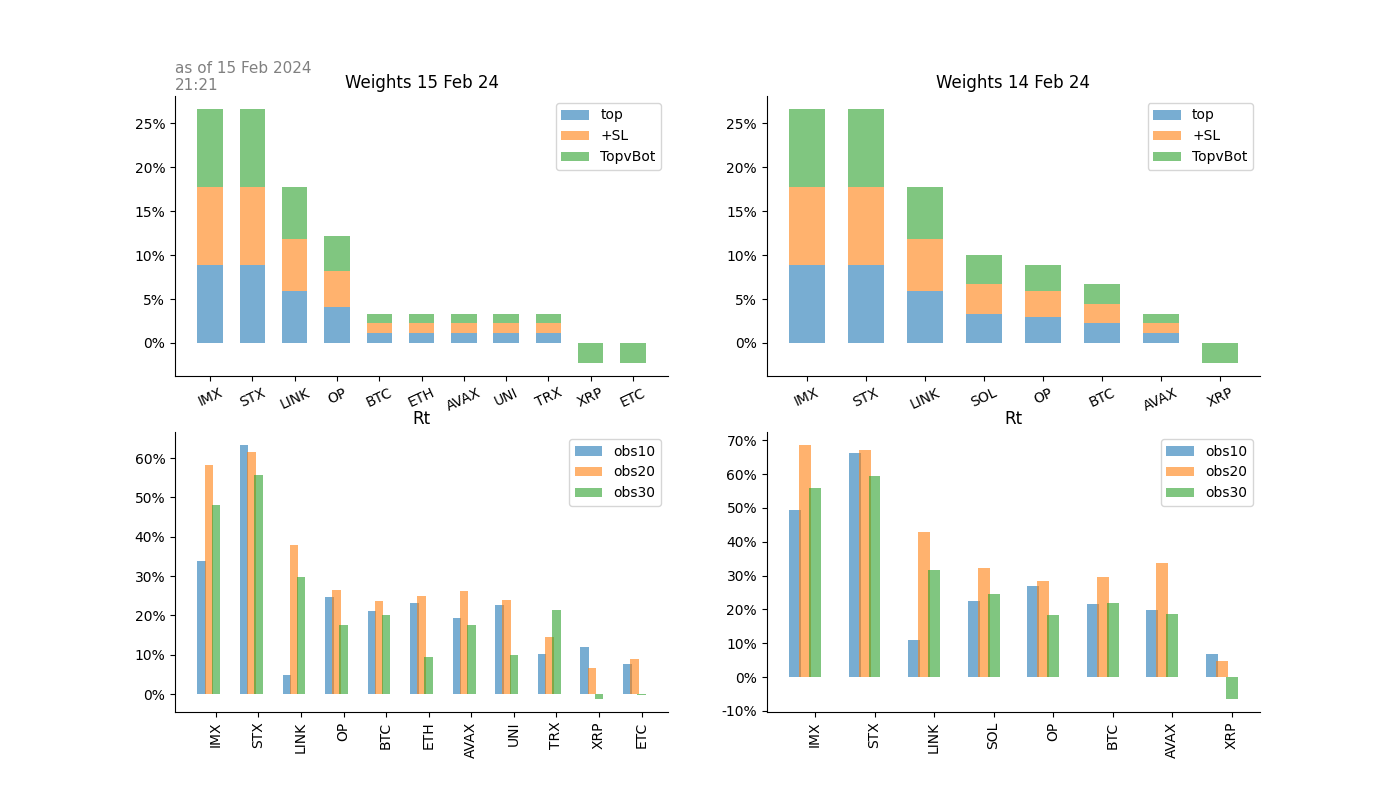 as of 15 Feb 2024
21:21
Weights 15 Feb 24
25%
20%
15%
10%
5%
0%
top
+SL
TopvBot
IMX STX LINK OP BTC ETH AVAX UNI TRX XRP ETC
Weights 14 Feb 24
25%
20%
15%
10%
5%
0%
top
+SL
TopvBot
IMX STX LINK SOL OP BTC AVAX XRP
Rt
60%
50%
40%
30%
20%
10%
0%
obs10
obs20
obs30
IMX STX LINK OP BTC ETH AVAX UNI TRX XRP ETC
Rt
70%
60%
50%
40%
30%
20%
10%
0%
-10%
obs10
obs20
obs30
IMX STX LINK SOL OP BTC AVAX XRP